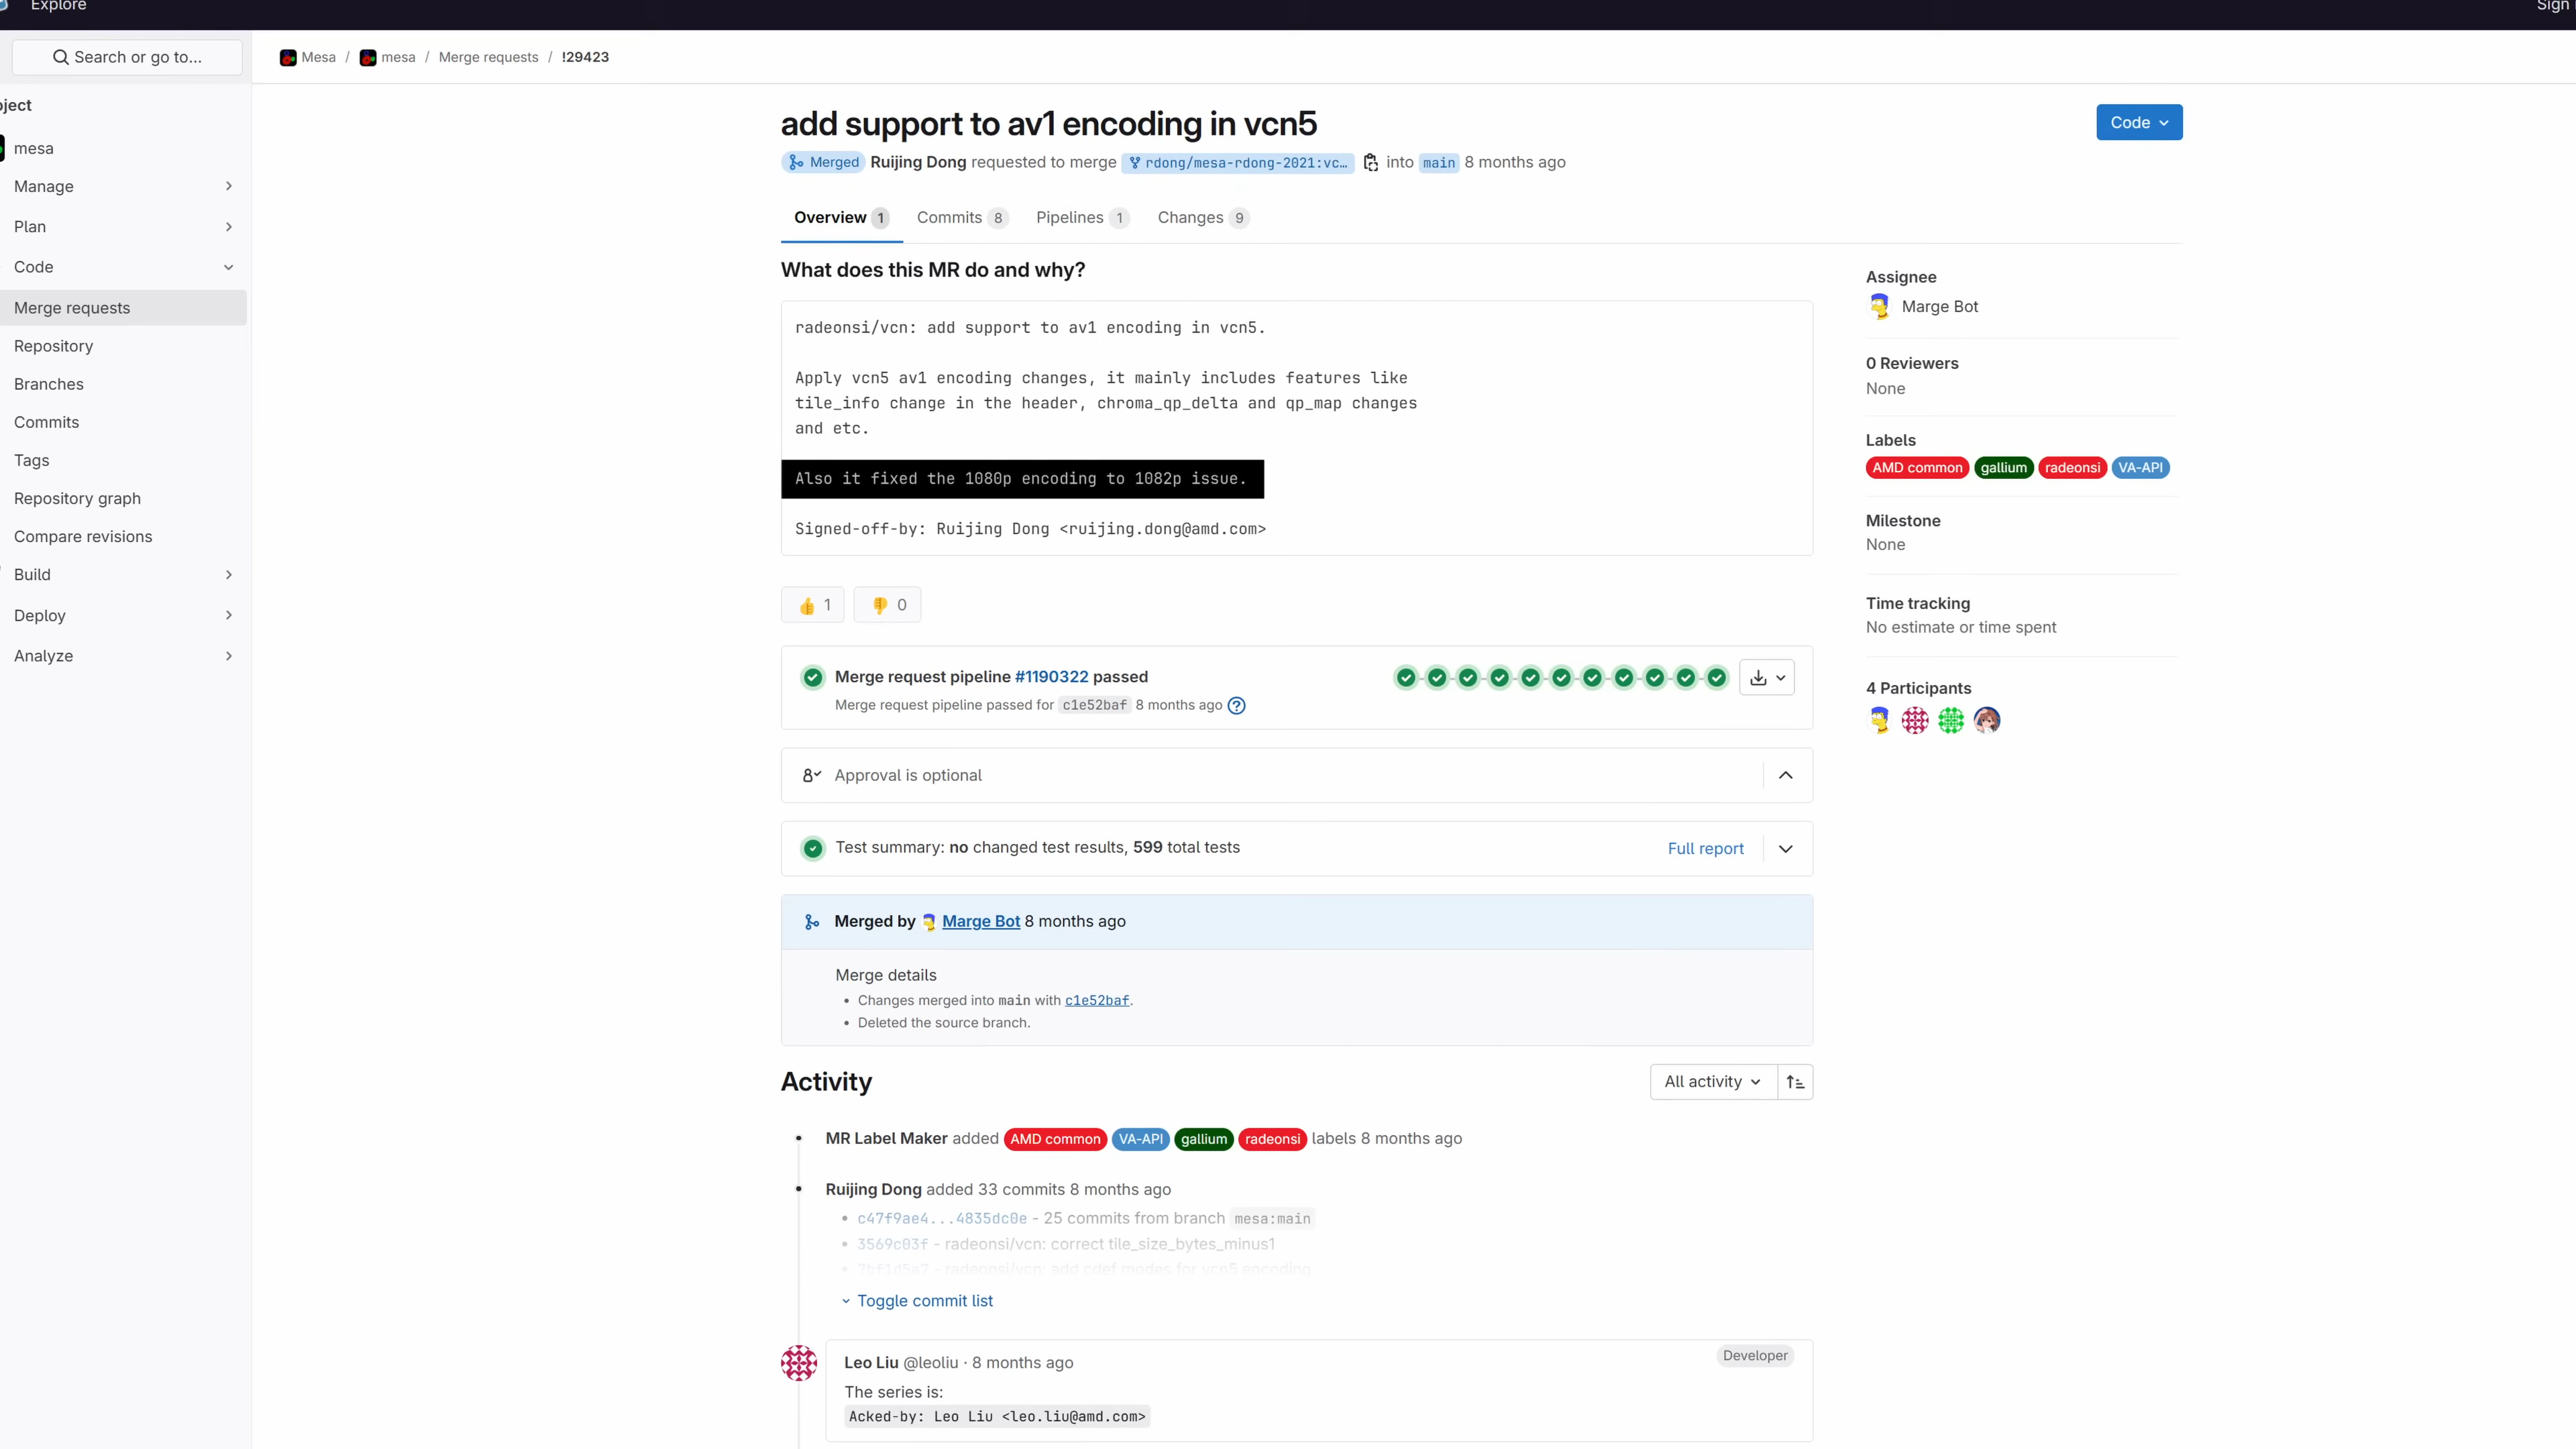 Explore
Sign
Search or go to...
Mesa / mesa / Merge requests / !29423
ject
mesa
Manage
Plan
Code
Merge requests
Repository
Branches
Commits
Tags
Repository graph
Compare revisions
Build
Deploy
Analyze
add support to av1 encoding in vcn5
Code
Merged Ruijing Dong requested to merge rdong/mesa-rdong-2021:vc… into main 8 months ago
Overview 1 Commits 8 Pipelines 1 Changes 9
What does this MR do and why?
radeonsi/vcn: add support to av1 encoding in vcn5.
Apply vcn5 av1 encoding changes, it mainly includes features like
tile_info change in the header, chroma_qp_delta and qp_map changes
and etc.
Also it fixed the 1080p encoding to 1082p issue.
Signed-off-by: Ruijing Dong <ruijing.dong@amd.com>
👍 1 👎 0
Merge request pipeline #1190322 passed
Merge request pipeline passed for c1e52baf 8 months ago
Approval is optional
Test summary: no changed test results, 599 total tests
Full report
Merged by Marge Bot 8 months ago
Merge details
Changes merged into main with c1e52baf.
Deleted the source branch.
Activity
All activity
MR Label Maker added AMD common VA-API gallium radeonsi labels 8 months ago
Ruijing Dong added 33 commits 8 months ago
c47f9ae4...4835dc0e - 25 commits from branch mesa:main
3569c03f - radeonsi/vcn: correct tile_size_bytes_minus1
7bf1d5a7 - radeonsi/vcn: add cdef modes for vcn5 encoding
Toggle commit list
Leo Liu @leoliu · 8 months ago
Developer
The series is:
Acked-by: Leo Liu <leo.liu@amd.com>
Assignee
Marge Bot
0 Reviewers
None
Labels
AMD common gallium radeonsi VA-API
Milestone
None
Time tracking
No estimate or time spent
4 Participants